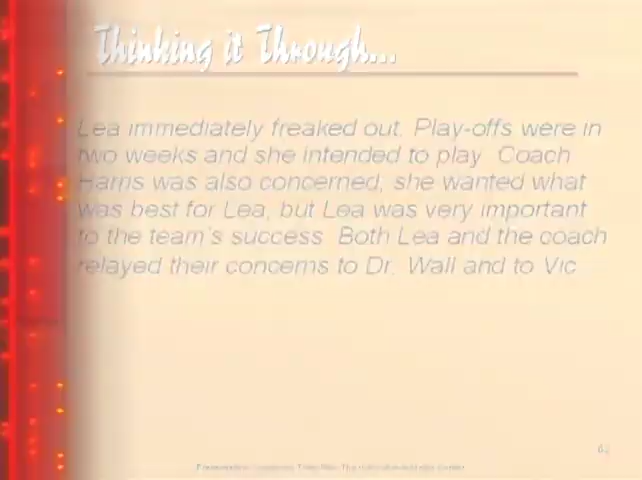 Thinking it Through...
Lea immediately freaked out. Play-offs were in
two weeks and she intended to play. Coach
Harris was also concerned; she wanted what
was best for Lea, but Lea was very important
to the team's success. Both Lea and the coach
relayed their concerns to Dr. Wall and to Vic.